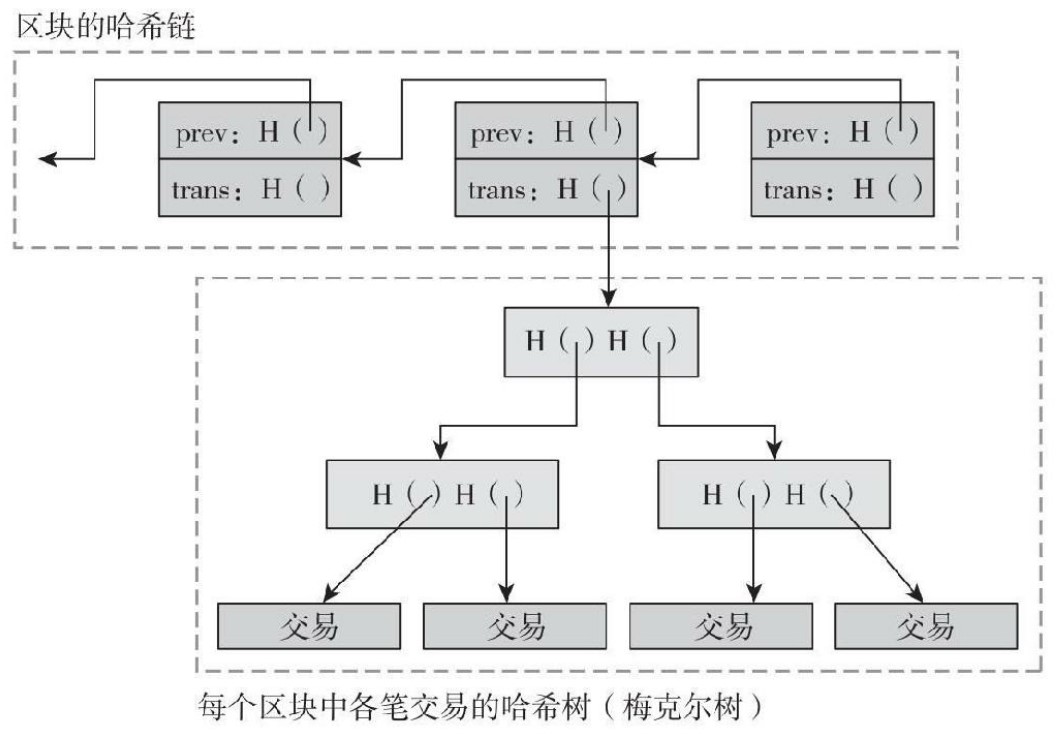 区块的哈希链
prev：H（ ） prev：H（ ） prev：H（ ）
trans：H（ ） trans：H（ ） trans：H（ ）
H（ ）H（ ）
H（ ）H（ ） H（ ）H（ ）
交易 交易 交易 交易
每个区块中各笔交易的哈希树（梅克尔树）